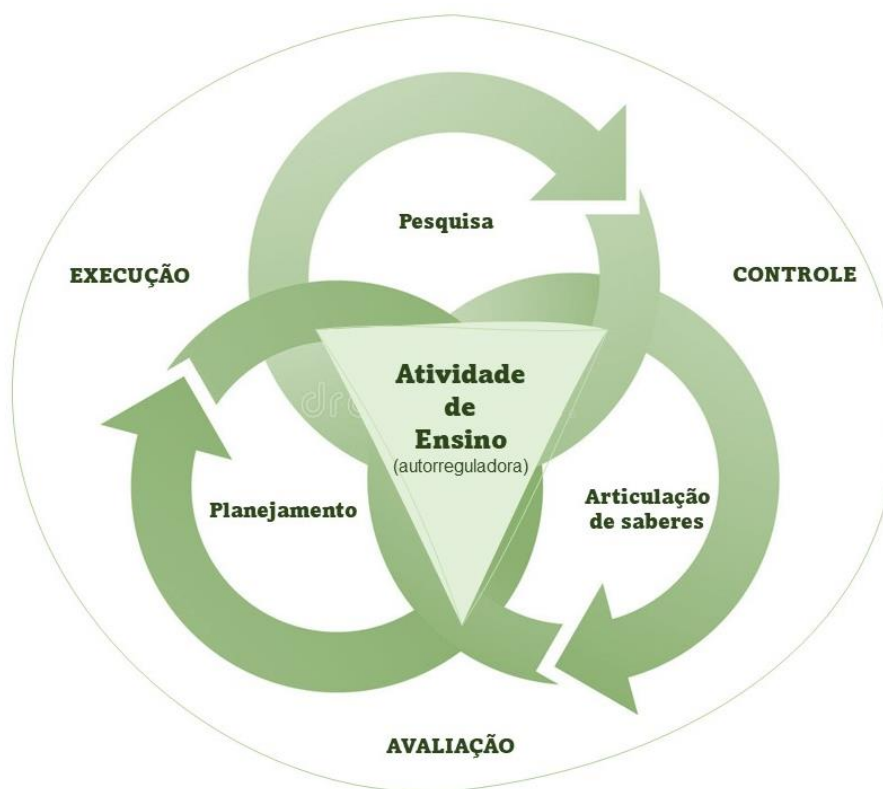 Pesquisa
EXECUÇÃO
CONTROLE
Atividade
de
Ensino
(autorreguladora)
Planejamento
Articulação
de saberes
AVALIAÇÃO